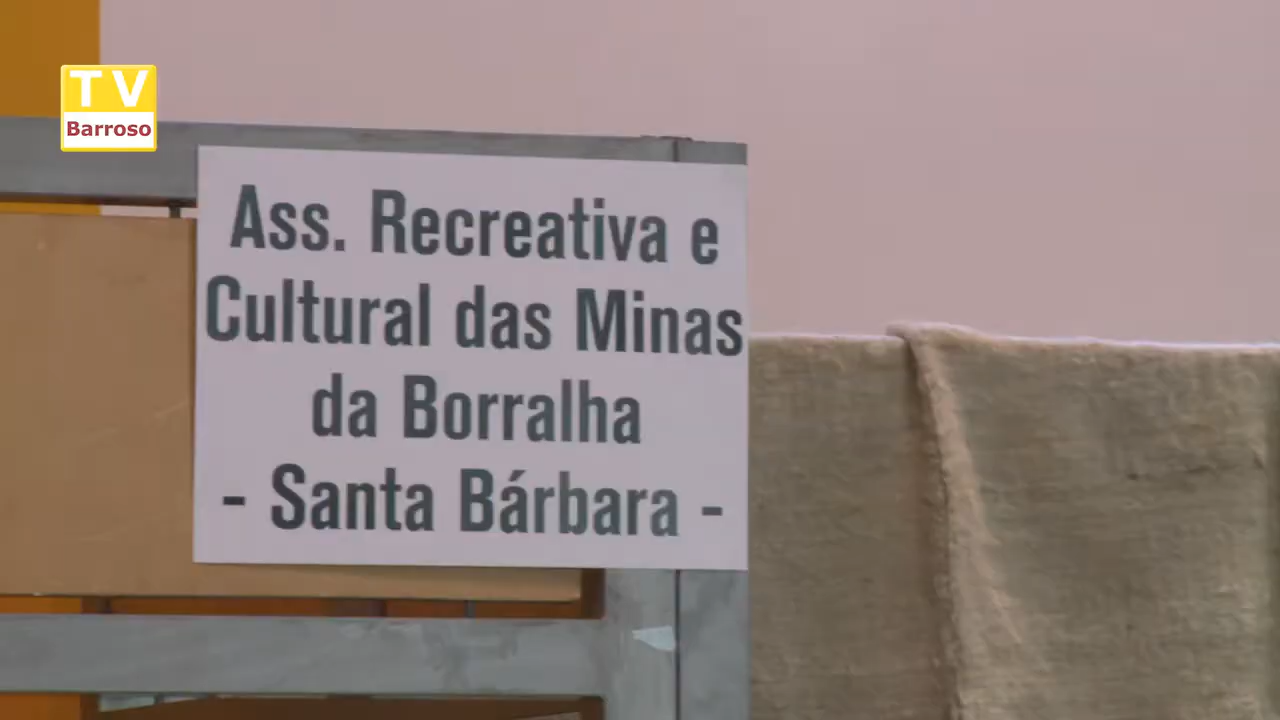 TV
Barroso
Ass. Recreativa e
Cultural das Minas
da Borralha
- Santa Bárbara -